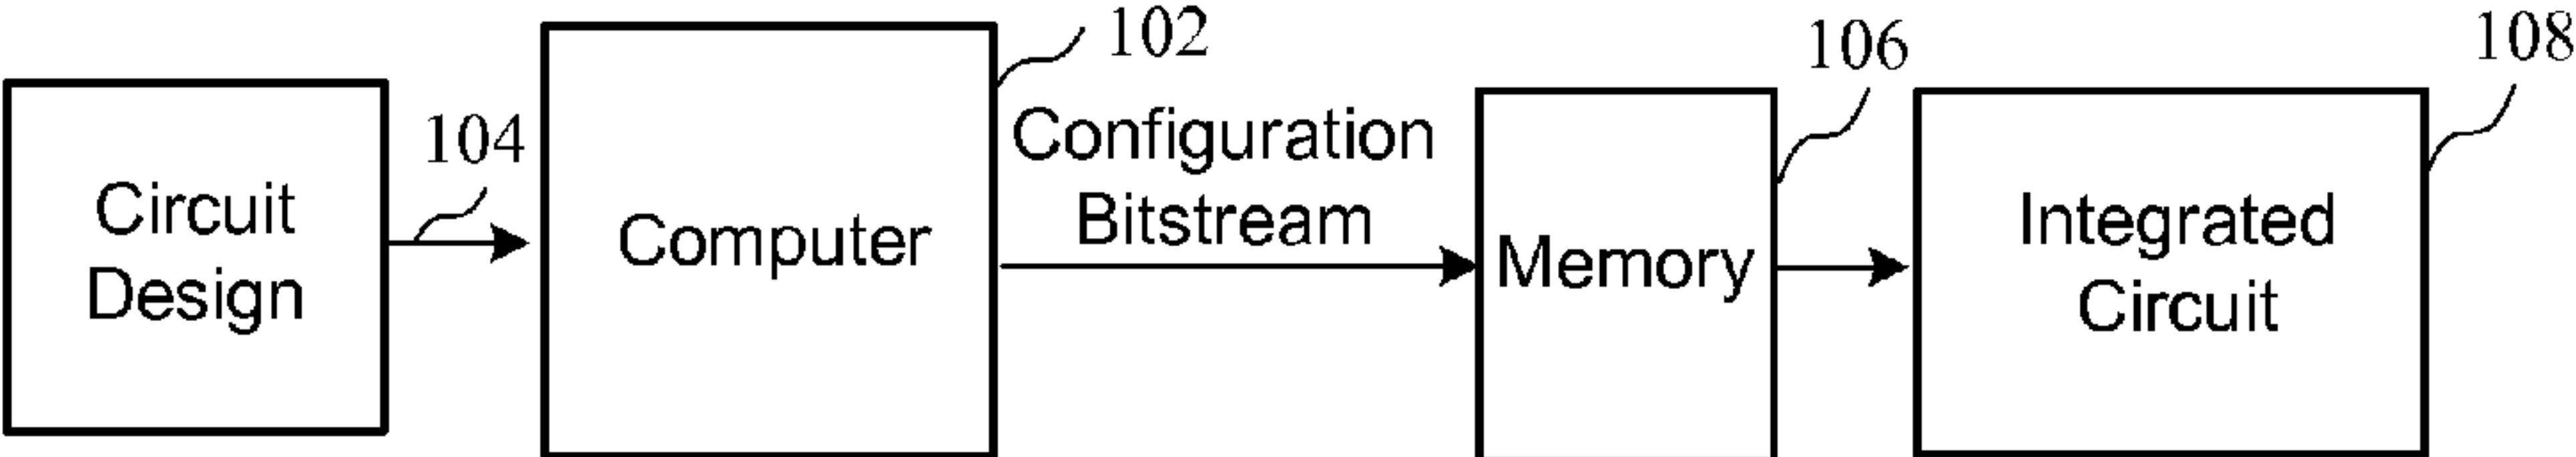 Circuit
Design
104
Computer
102
Configuration
Bitstream
Memory
106
Integrated
Circuit
108